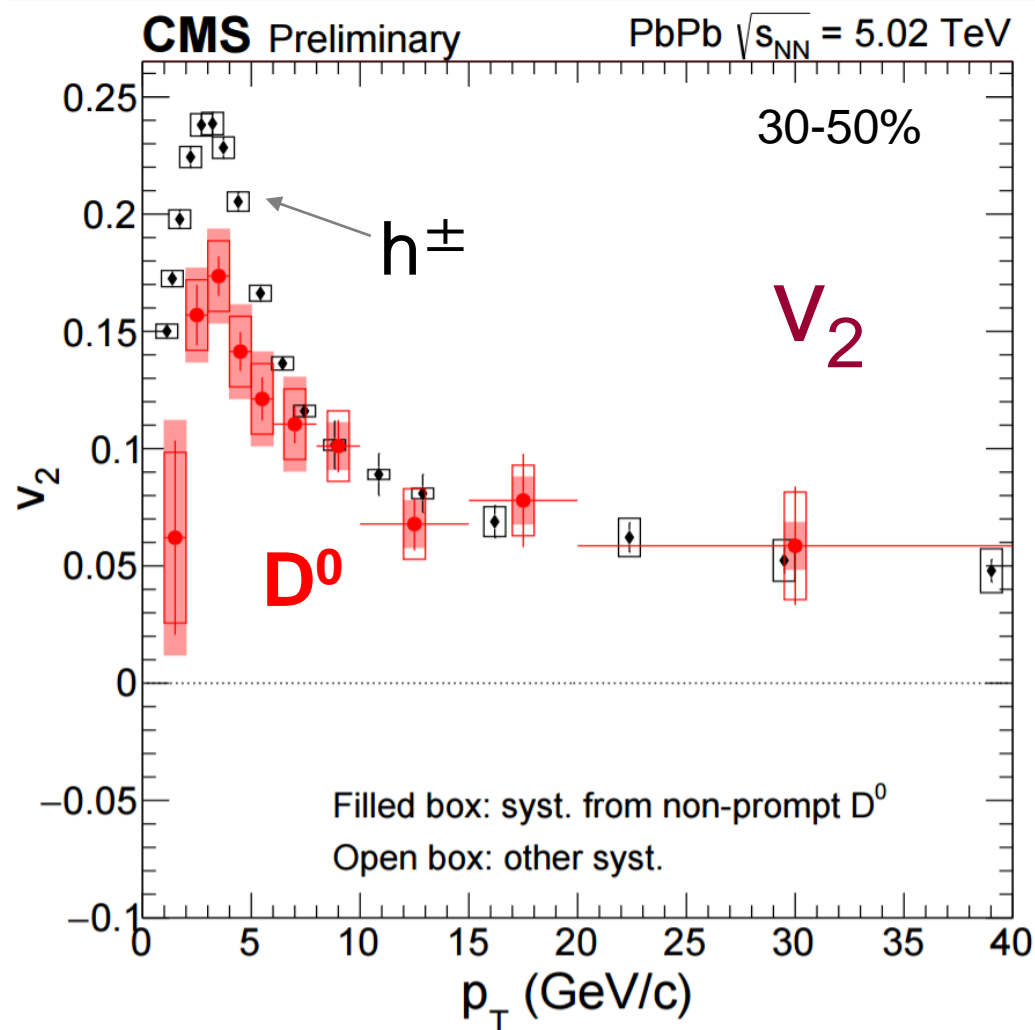 CMS Preliminary PbPb √s_NN = 5.02 TeV
30-50%
h±
v₂
D⁰
Filled box: syst. from non-prompt D⁰
Open box: other syst.
v₂
0.25
0.2
0.15
0.1
0.05
0
−0.05
−0.1
0 5 10 15 20 25 30 35 40
p_T (GeV/c)